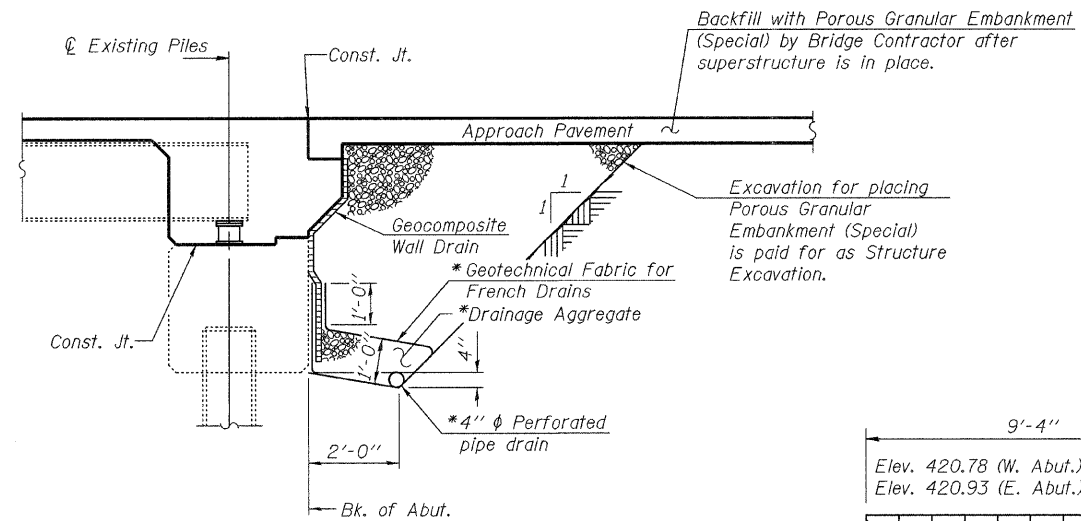 Backfill with Porous Granular Embankment
(Special) by Bridge Contractor after
superstructure is in place.
℄ Existing Piles
Const. Jt.
Approach Pavement
1
1
Excavation for placing
Porous Granular
Embankment (Special)
is paid for as Structure
Excavation.
Geocomposite
Wall Drain
* Geotechnical Fabric for
French Drains
*Drainage Aggregate
1'-0"
1'-0"
4"
Const. Jt.
*4" ϕ Perforated
pipe drain
2'-0"
Bk. of Abut.
9'-4"
Elev. 420.78 (W. Abut.)
Elev. 420.93 (E. Abut.)